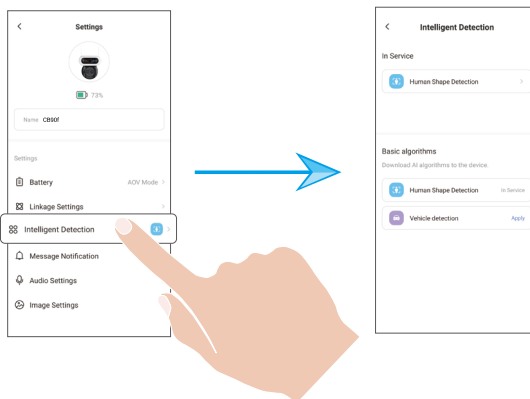 Settings
73%
Name : CB90f
Settings
Battery AOV Mode
Linkage Settings
Intelligent Detection
Message Notification
Audio Settings
Image Settings
Intelligent Detection
In Service
Human Shape Detection
Basic algorithms
Download AI algorithms to the device
Human Shape Detection In Service
Vehicle detection Apply